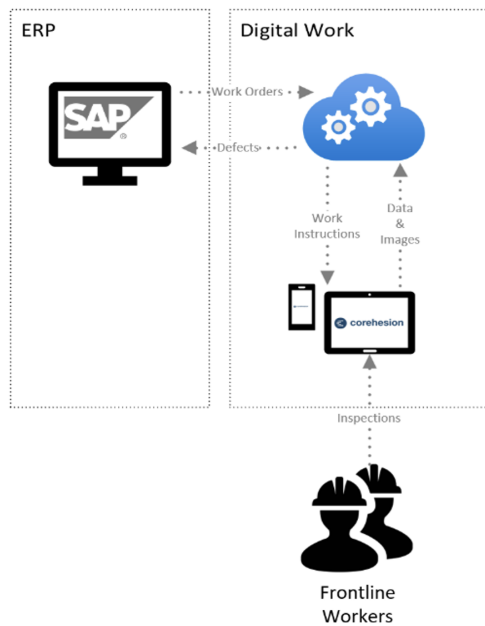 ERP
Digital Work
SAP
®
Work Orders
Defects
Work
Instructions
Data
&
Images
corehesion
Inspections
Frontline
Workers